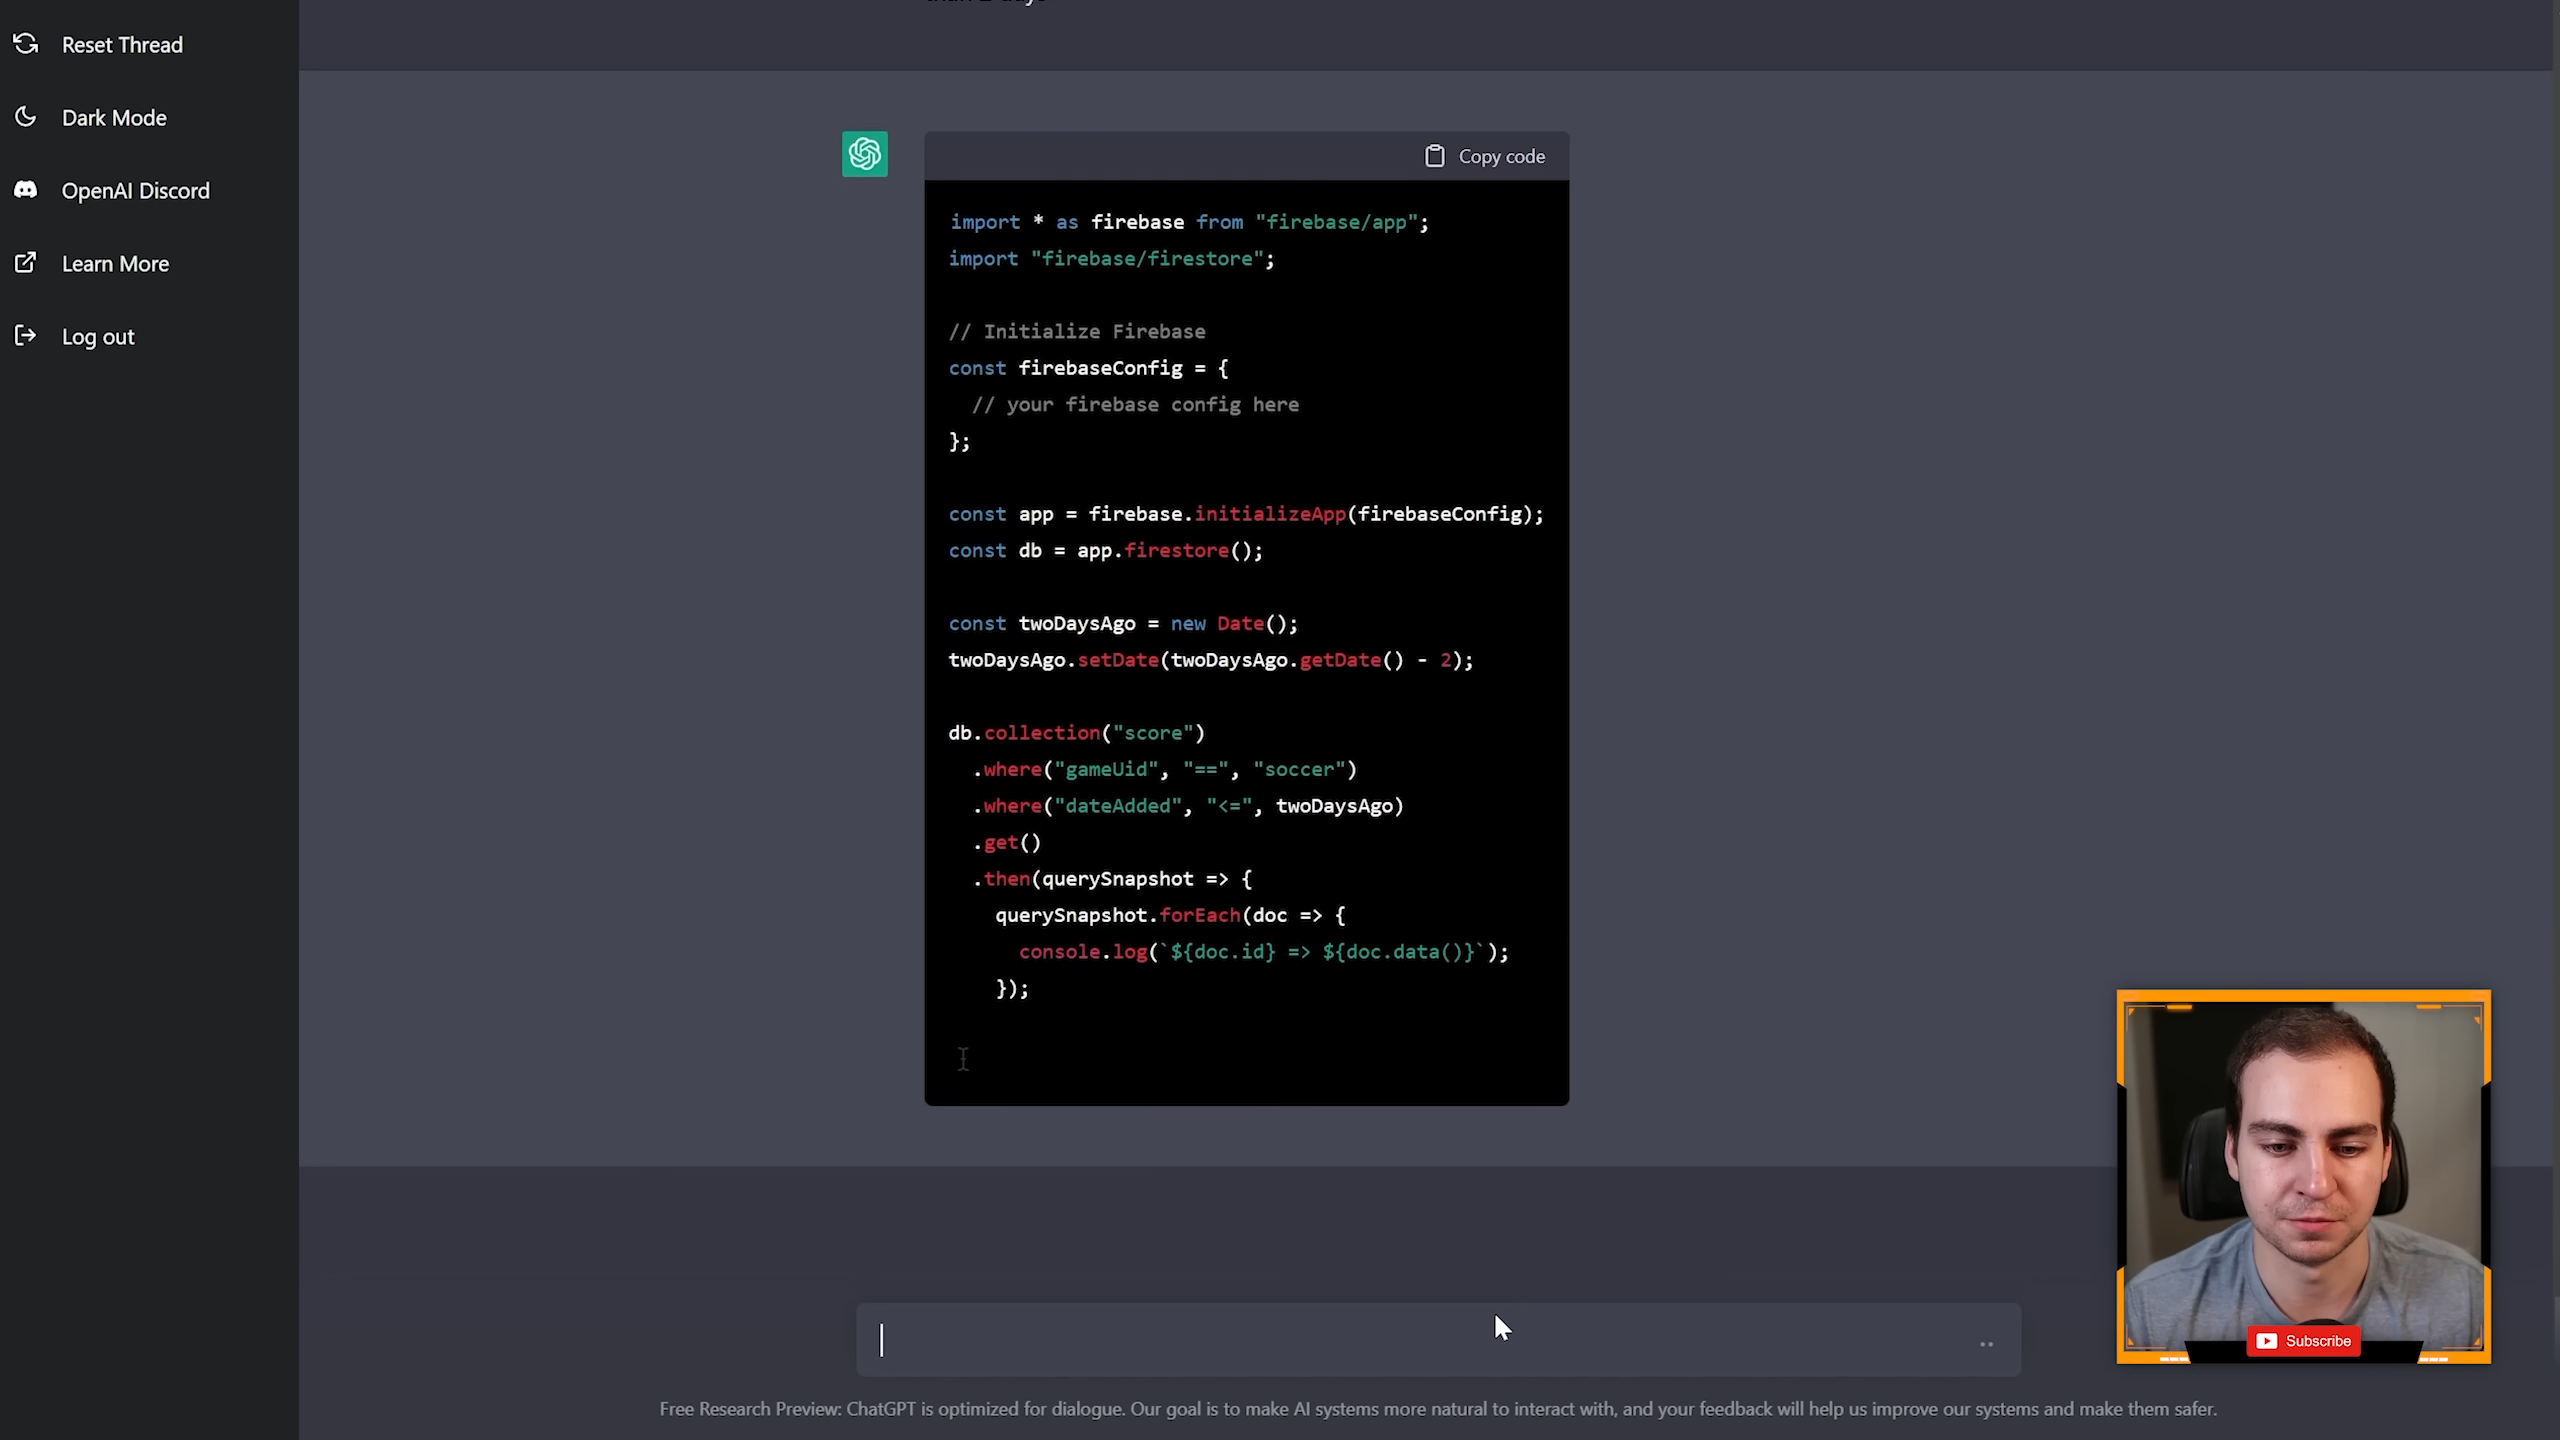 Reset Thread
Dark Mode
OpenAI Discord
Learn More
Log out
Copy code
import * as firebase from "firebase/app";
import "firebase/firestore";
// Initialize Firebase
const firebaseConfig = {
// your firebase config here
};
const app = firebase.initializeApp(firebaseConfig);
const db = app.firestore();
const twoDaysAgo = new Date();
twoDaysAgo.setDate(twoDaysAgo.getDate() - 2);
db.collection("score")
.where("gameUid", "==", "soccer")
.where("dateAdded", "<=", twoDaysAgo)
.get()
.then(querySnapshot => {
querySnapshot.forEach(doc => {
console.log(`${doc.id} => ${doc.data()}`);
});
Subscribe
Free Research Preview: ChatGPT is optimized for dialogue. Our goal is to make AI systems more natural to interact with, and your feedback will help us improve our systems and make them safer.